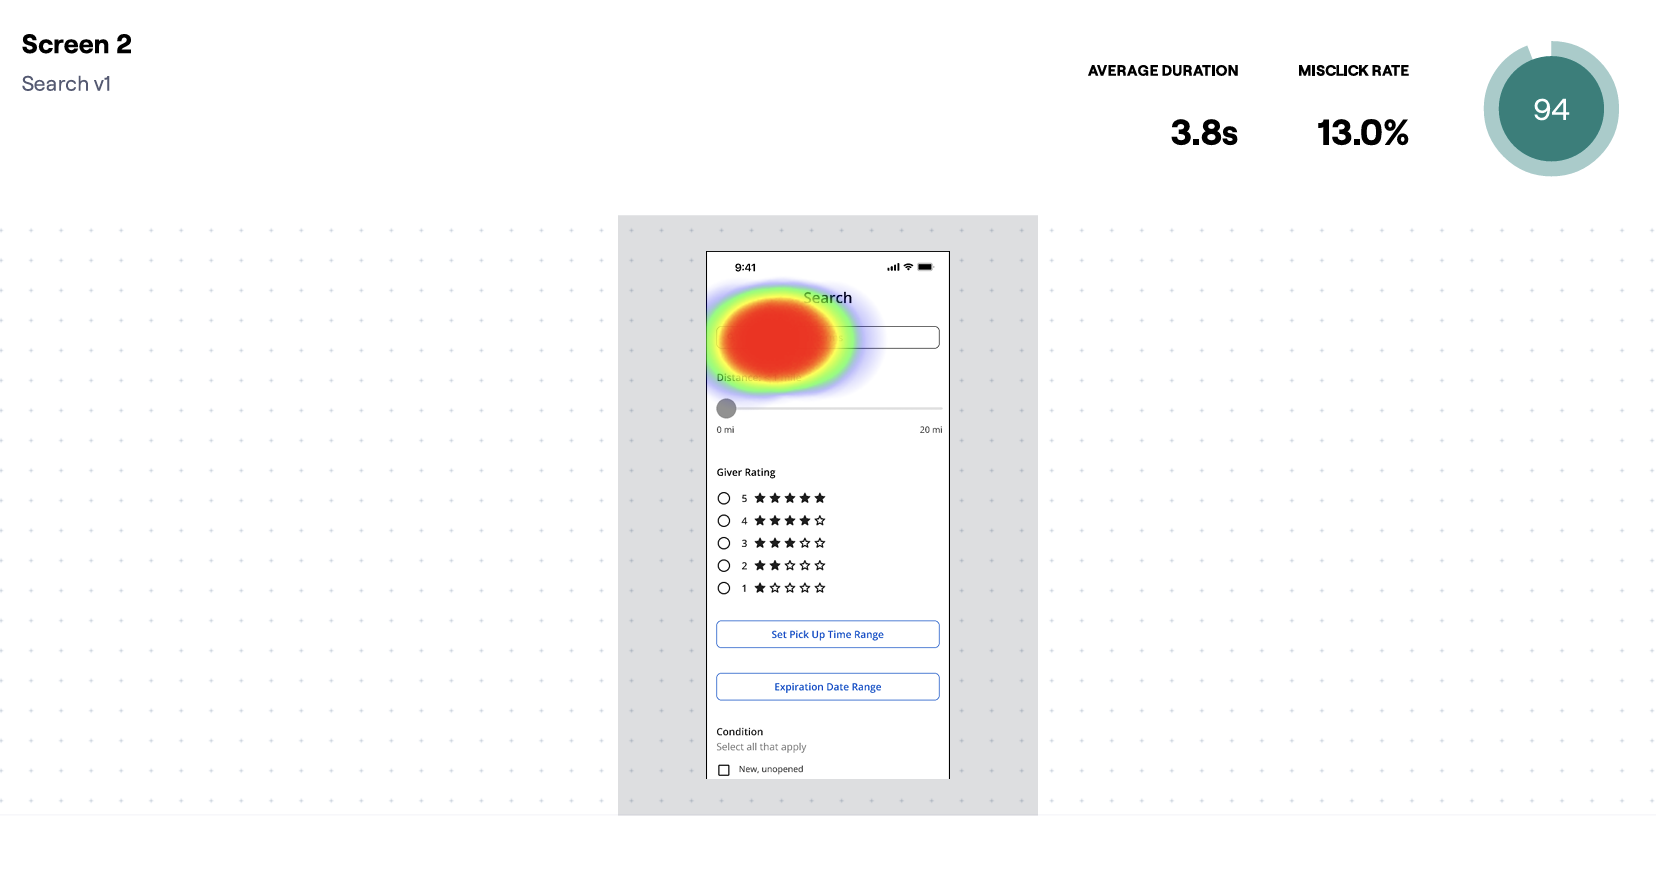 Screen 2
Search v1
AVERAGE DURATION
MISCLICK RATE
3.8s
13.0%
94
9:41
Search
0 mi
20 mi
Giver Rating
5
4
3
2
1
Set Pick Up Time Range
Expiration Date Range
Condition
Select all that apply
New, unopened